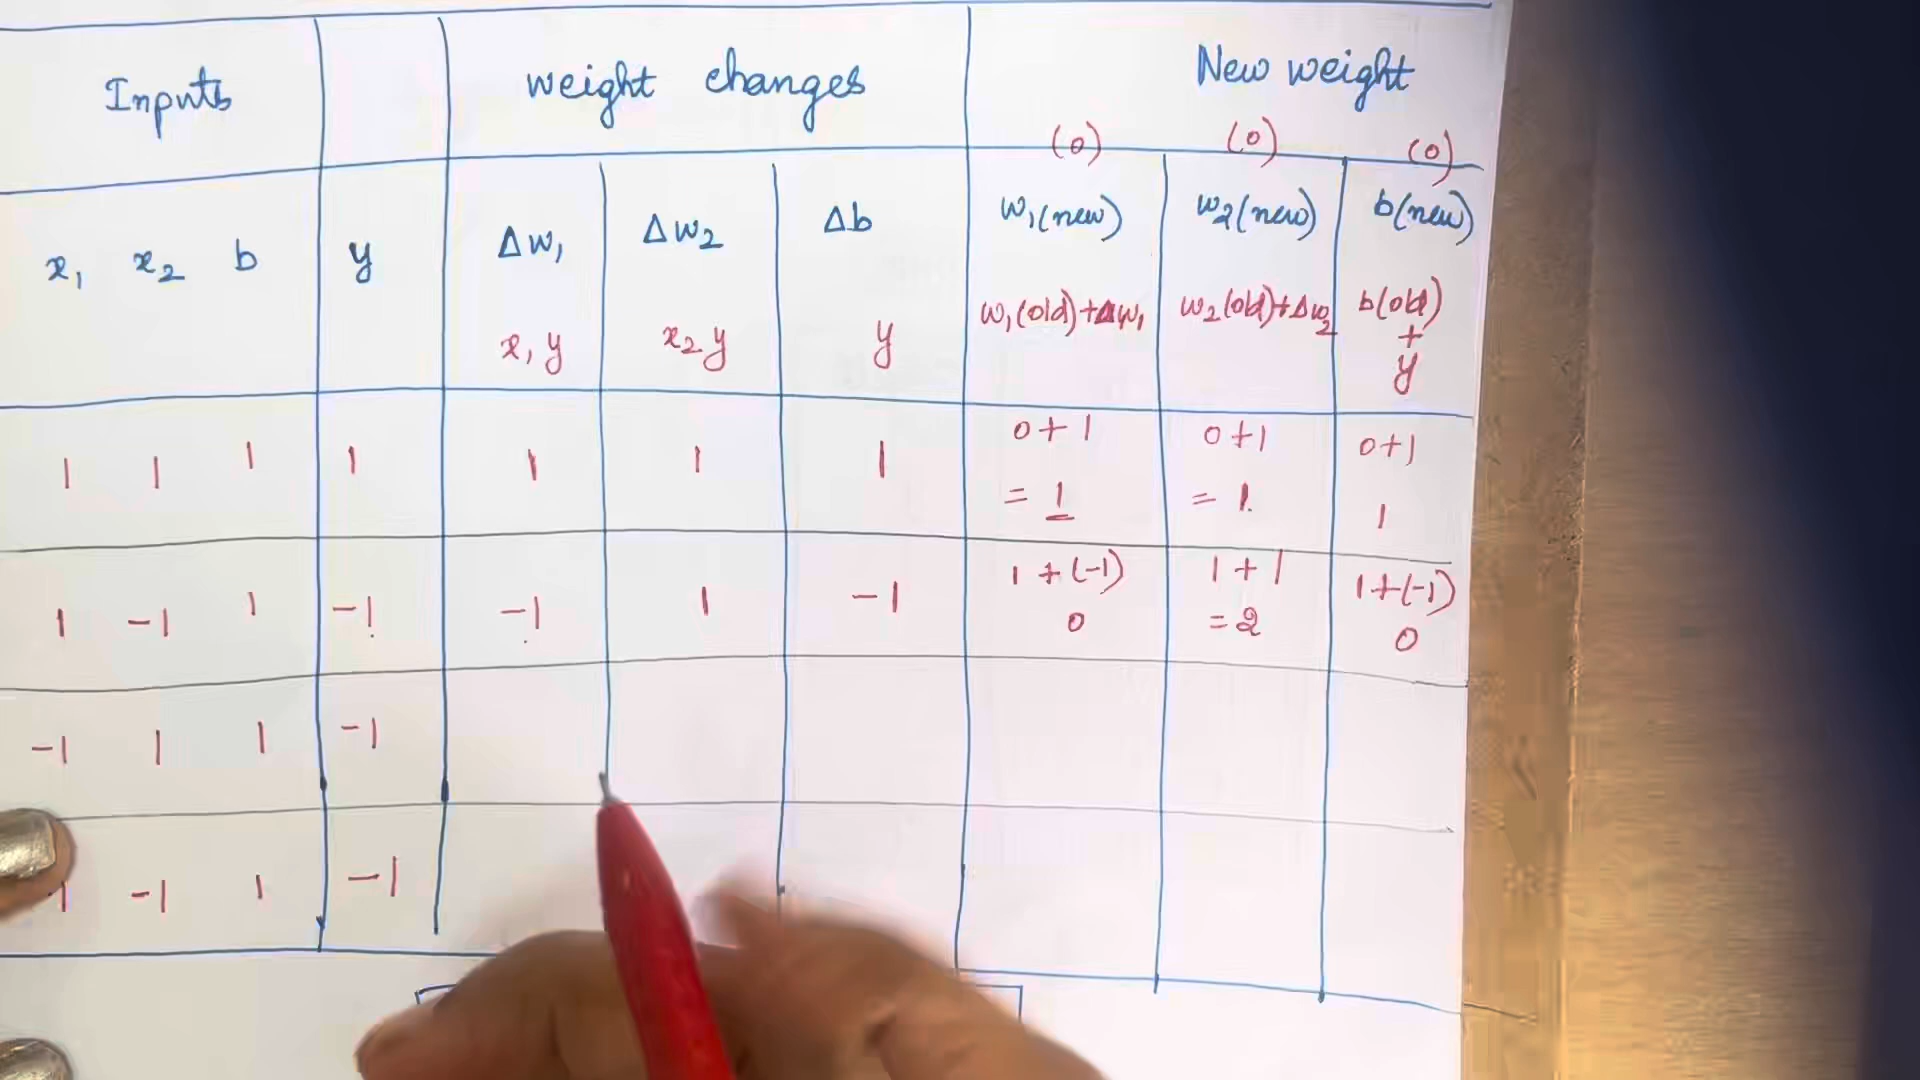 Inputs weight changes New weight
(0) (0) (0)
x₁ x₂ b y Δw₁ Δw₂ Δb w₁(new) w₂(new) b(new)
x₁y x₂y y w₁(old)+Δw₁ w₂(old)+Δw₂ b(old)
+
y
1 1 1 1 1 1 1 0+1 0+1 0+1
= 1 = 1 1
1 -1 1 -1 -1 1 -1 1+(-1) 1+1 1+(-1)
0 =2 0
-1 1 1 -1
-1 1 -1